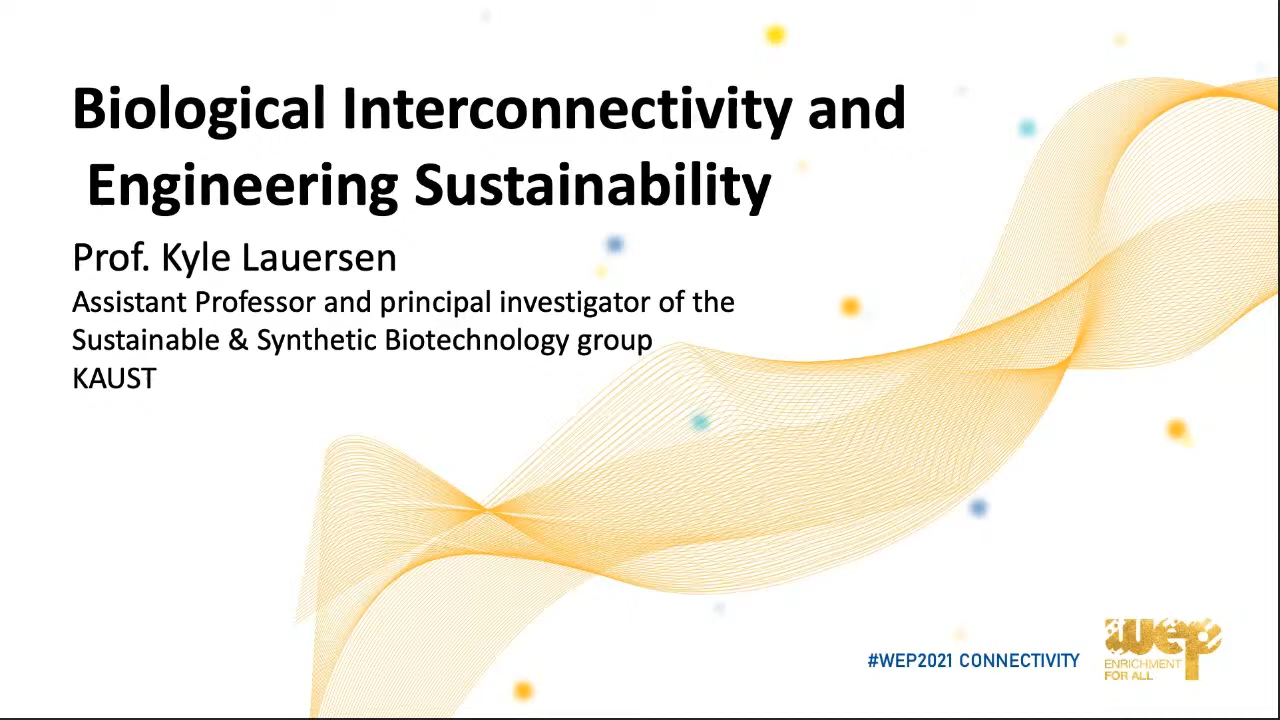 Biological Interconnectivity and
Engineering Sustainability
Prof. Kyle Lauersen
Assistant Professor and principal investigator of the
Sustainable & Synthetic Biotechnology group
KAUST
#WEP2021 CONNECTIVITY
wep
ENRICHMENT
FOR ALL